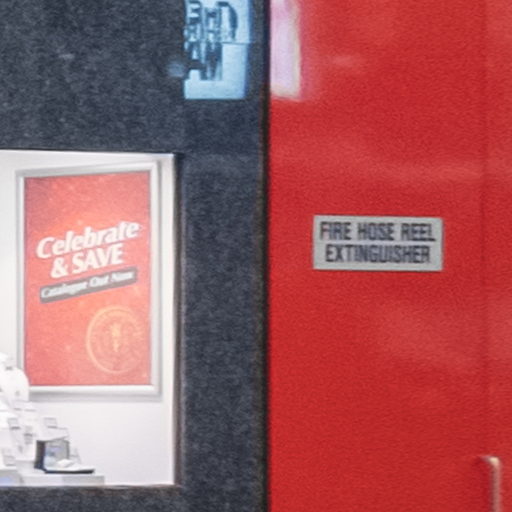 Celebrate
& SAVE
Catalogue Out Now
FIRE HOSE REEL
EXTINGUISHER